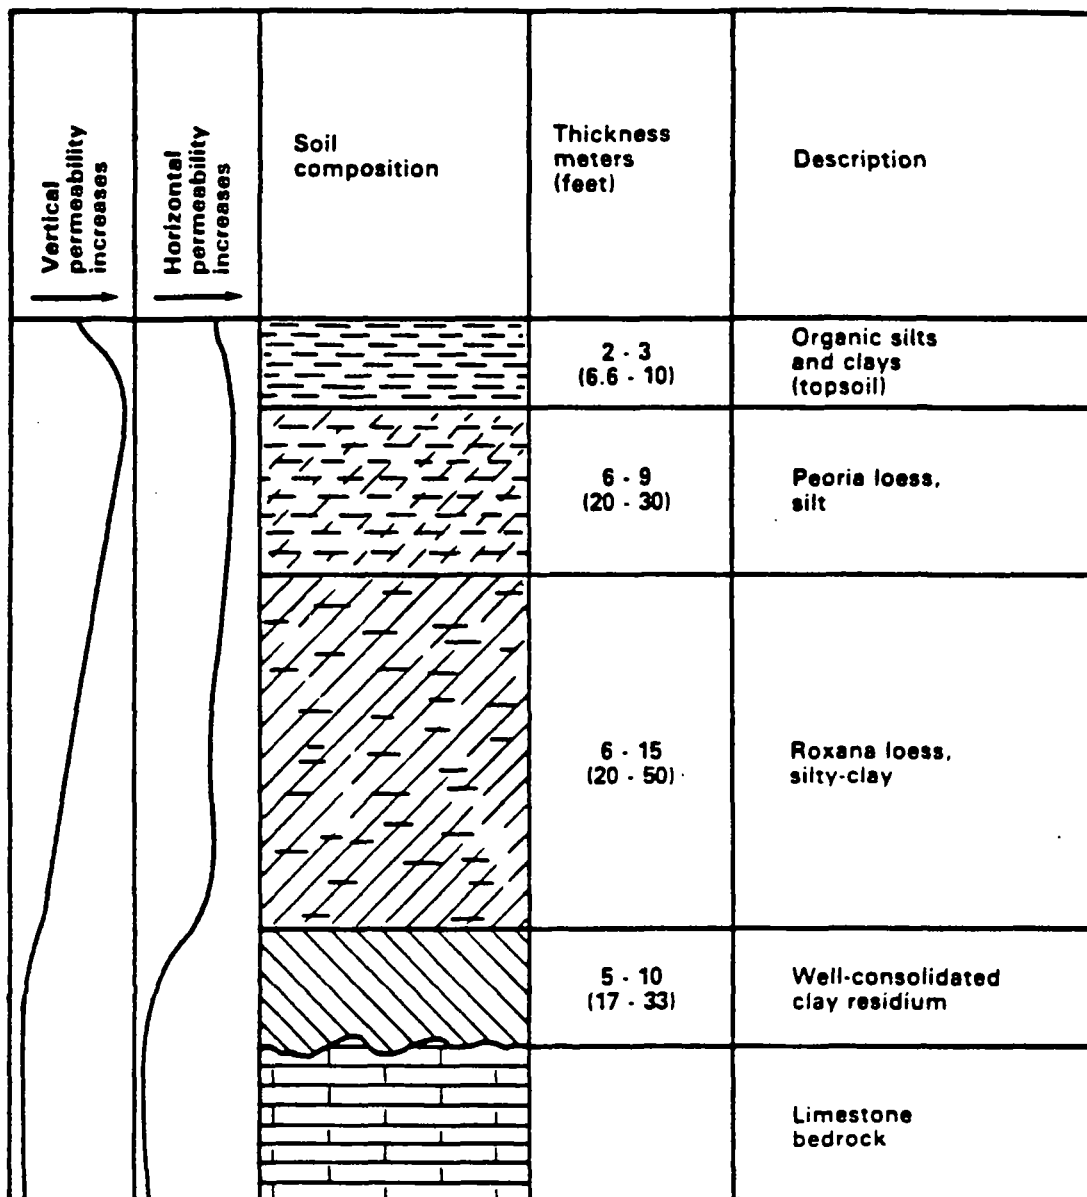 Vertical
permeability
increases
Horizontal
permeability
increases
Soil
composition
Thickness
meters
(feet)
Description
2 - 3
(6.6 - 10)
Organic silts
and clays
(topsoil)
6 - 9
(20 - 30)
Peoria loess,
silt
6 - 15
(20 - 50)
Roxana loess,
silty-clay
5 - 10
(17 - 33)
Well-consolidated
clay residium
Limestone
bedrock